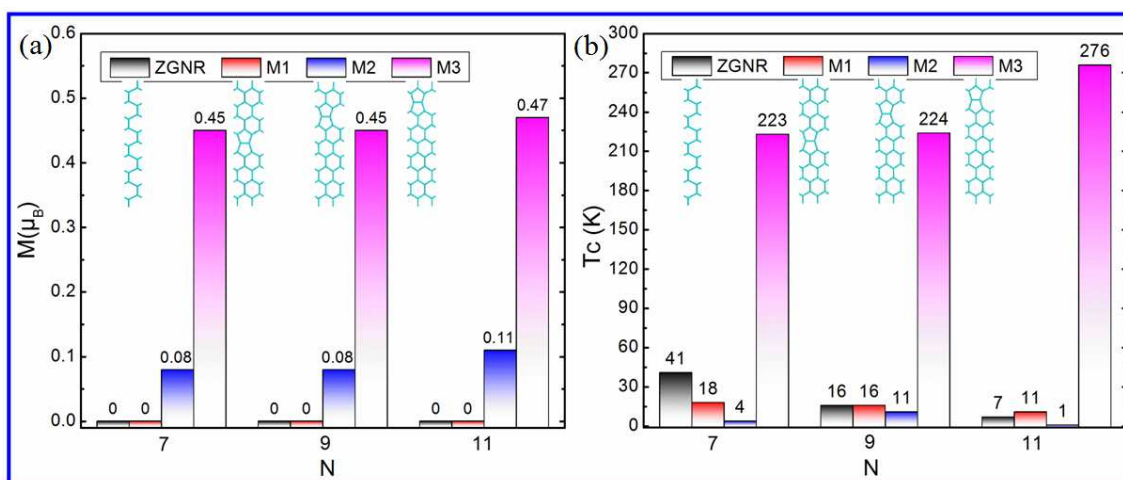 (a)
ZGNR M1 M2 M3
M(μB)
0.6
0.5
0.4
0.3
0.2
0.1
0.0
0 0 0.08 0.45
0 0 0.08 0.45
0 0 0.11 0.47
7 9 11
N
(b)
ZGNR M1 M2 M3
Tc (K)
300
270
240
210
180
150
120
90
60
30
0
41 18 4 223
16 16 11 224
7 11 1 276
7 9 11
N